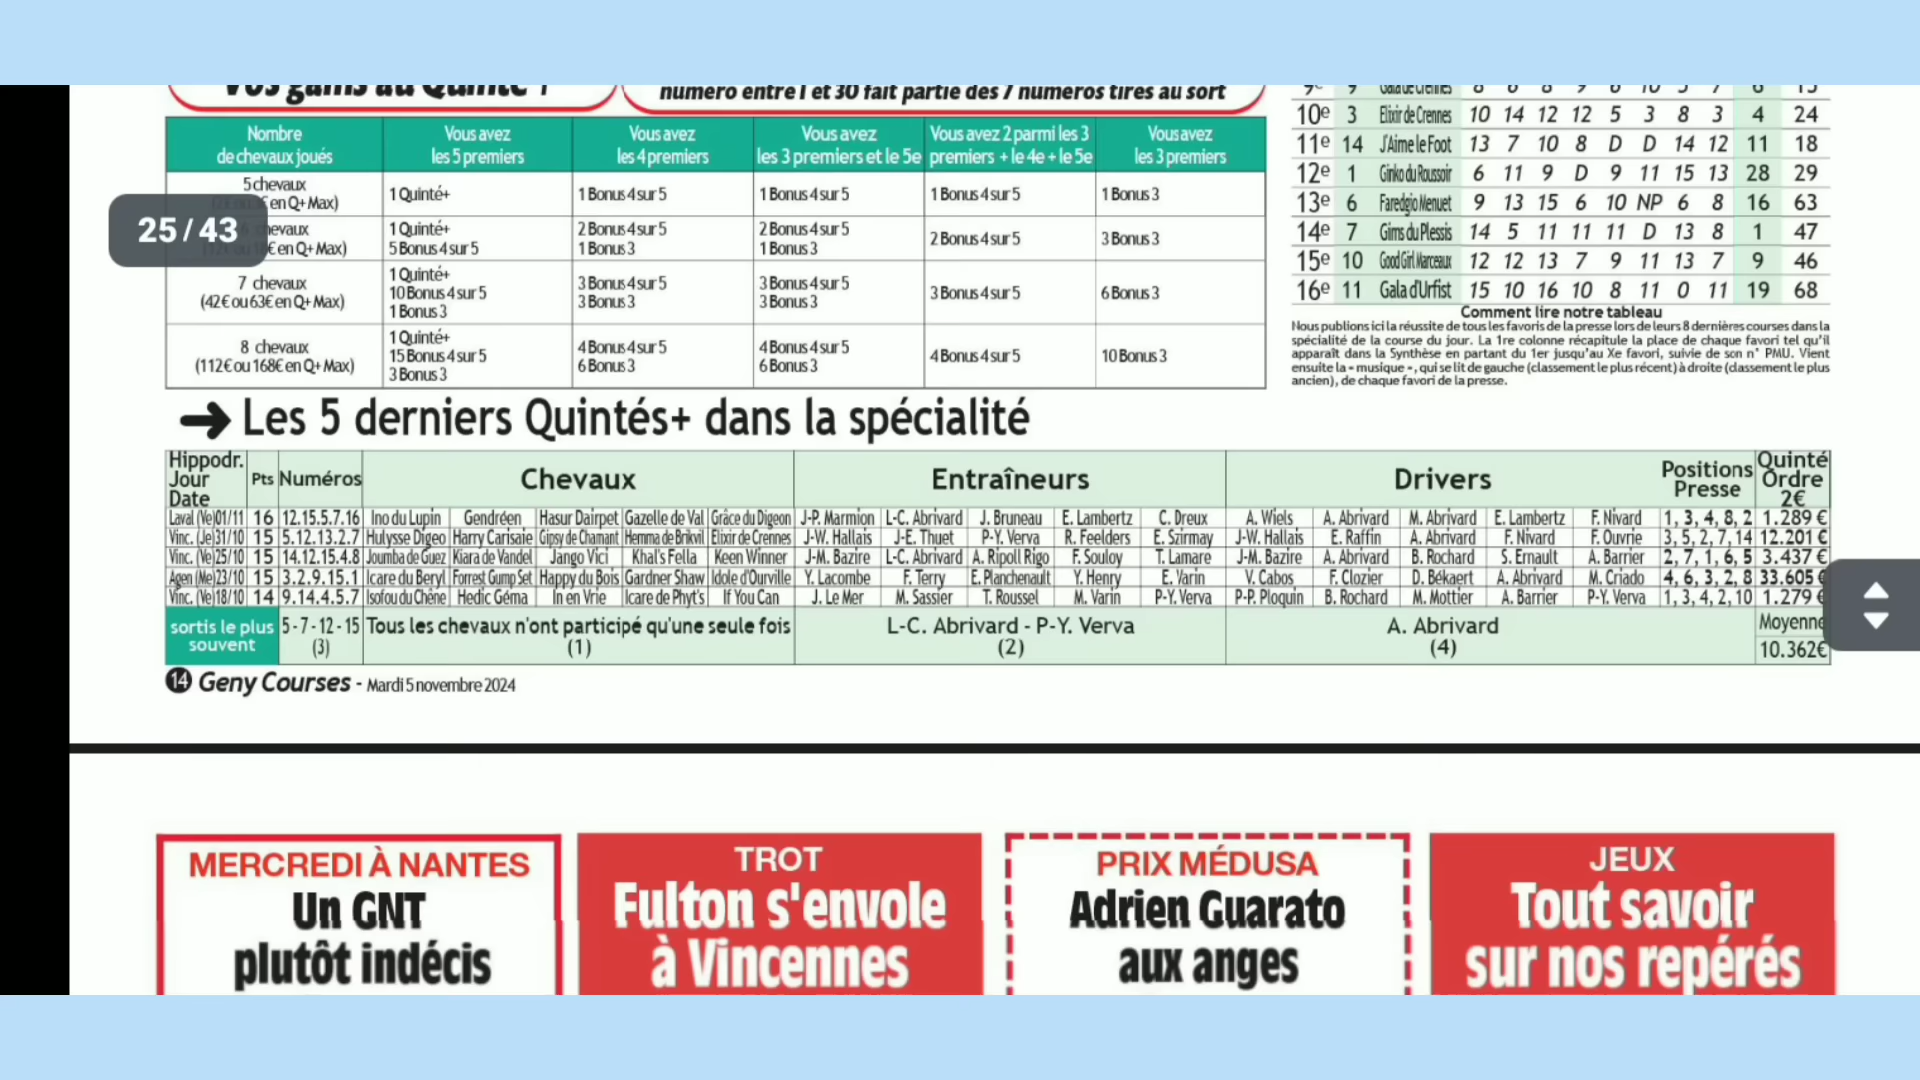 Vos gains au Quinté +
numéro entre 1 et 30 fait partie des 7 numéros tirés au sort
Nombre de chevaux joués | Vous avez les 5 premiers | Vous avez les 4 premiers | Vous avez les 3 premiers et le 5e | Vous avez 2 parmi les 3 premiers + le 4e + le 5e | Vous avez les 3 premiers
5 chevaux
€ en Q+ Max)
1 Quinté+ | 1 Bonus 4 sur 5 | 1 Bonus 4 sur 5 | 1 Bonus 4 sur 5 | 1 Bonus 3
25/43
chevaux
€ en Q+ Max)
1 Quinté+ | 2 Bonus 4 sur 5 | 2 Bonus 4 sur 5 | 2 Bonus 4 sur 5 | 3 Bonus 3
5 Bonus 4 sur 5 | 1 Bonus 3 | 1 Bonus 3
7 chevaux
(42€ ou 63€ en Q+ Max)
1 Quinté+ | 3 Bonus 4 sur 5 | 3 Bonus 4 sur 5 | 3 Bonus 4 sur 5 | 6 Bonus 3
10 Bonus 4 sur 5 | 3 Bonus 3 | 3 Bonus 3
1 Bonus 3
8 chevaux
(112€ ou 168€ en Q+ Max)
1 Quinté+ | 4 Bonus 4 sur 5 | 4 Bonus 4 sur 5 | 4 Bonus 4 sur 5 | 10 Bonus 3
15 Bonus 4 sur 5 | 6 Bonus 3 | 6 Bonus 3
3 Bonus 3
9e 9 Gala de Crennes
10e 3 Elixir de Crennes 10 14 12 12 5 3 8 3 4 24
11e 14 J'Aime le Foot 13 7 10 8 D D 14 12 11 18
12e 1 Ginko du Roussoir 6 11 9 D 9 11 15 13 28 29
13e 6 Faredgio Menuet 9 13 15 6 10 NP 6 8 16 63
14e 7 Gims du Plessis 14 5 11 11 11 D 13 8 1 47
15e 10 Good Girl Marceaux 12 12 13 7 9 11 13 7 9 46
16e 11 Gala d'Urfist 15 10 16 10 8 11 0 11 19 68
Comment lire notre tableau
Nous publions ici la réussite de tous les favoris de la presse lors de leurs 8 dernières courses dans la
spécialité de la course du jour. La 1re colonne récapitule la place de chaque favori tel qu'il
apparaît dans la Synthèse en partant du 1er jusqu'au Xe favori, suivie de son n° PMU. Vient
ensuite la « musique », qui se lit de gauche (classement le plus récent) à droite (classement le plus
ancien), de chaque favori de la presse.
➔ Les 5 derniers Quintés+ dans la spécialité
Hippodr. Jour Date | Pts | Numéros | Chevaux | Entraîneurs | Drivers | Positions Presse | Quinté Ordre 2€
Laval (Ve) 01/11 | 16 | 12.15.5.7.16 | Ino du Lupin | Gendréen | Hasur Dairpet | Gazelle de Val | Grâce du Digeon | J-P. Marmion | L-C. Abrivard | J. Bruneau | E. Lambertz | C. Dreux | A. Wiels | A. Abrivard | M. Abrivard | E. Lambertz | F. Nivard | 1, 3, 4, 8, 2 | 1.289 €
Vinc. (Je) 31/10 | 15 | 5.12.13.2.7 | Hulysse Digeo | Harry Carisaie | Gipsy de Chamant | Hemma de Brikvil | Elixir de Crennes | J-W. Hallais | J-E. Thuet | P-Y. Verva | R. Feelders | E. Szirmay | J-W. Hallais | E. Raffin | A. Abrivard | F. Nivard | F. Ouvrie | 3, 5, 2, 7, 14 | 12.201 €
Vinc. (Ve) 25/10 | 15 | 14.12.15.4.8 | Joumba de Guez | Kiara de Vandel | Jango Vici | Khal's Fella | Keen Winner | J-M. Bazire | L-C. Abrivard | A. Ripoll Rigo | F. Souloy | T. Lamare | J-M. Bazire | A. Abrivard | B. Rochard | S. Ernault | A. Barrier | 2, 7, 1, 6, 5 | 3.437 €
Agen (Me) 23/10 | 15 | 3.2.9.15.1 | Icare du Beryl | Forrest Gump Set | Happy du Bois | Gardner Shaw | Idole d'Ourville | Y. Lacombe | F. Terry | E. Planchenault | Y. Henry | E. Varin | V. Cabos | F. Clozier | D. Békaert | A. Abrivard | M. Criado | 4, 6, 3, 2, 8 | 33.605 €
Vinc. (Ve) 18/10 | 14 | 9.14.4.5.7 | Isofou du Chêne | Hedic Géma | In en Vrie | Icare de Phyt's | If You Can | J. Le Mer | M. Sassier | T. Roussel | M. Varin | P-Y. Verva | P-P. Ploquin | B. Rochard | M. Mottier | A. Barrier | P-Y. Verva | 1, 3, 4, 2, 10 | 1.279 €
sortis le plus souvent | 5 - 7 - 12 - 15 (3) | Tous les chevaux n'ont participé qu'une seule fois (1) | L-C. Abrivard - P-Y. Verva (2) | A. Abrivard (4) | Moyenne 10.362€
14 Geny Courses - Mardi 5 novembre 2024
MERCREDI À NANTES
Un GNT
plutôt indécis
TROT
Fulton s'envole
à Vincennes
PRIX MÉDUSA
Adrien Guarato
aux anges
JEUX
Tout savoir
sur nos repérés